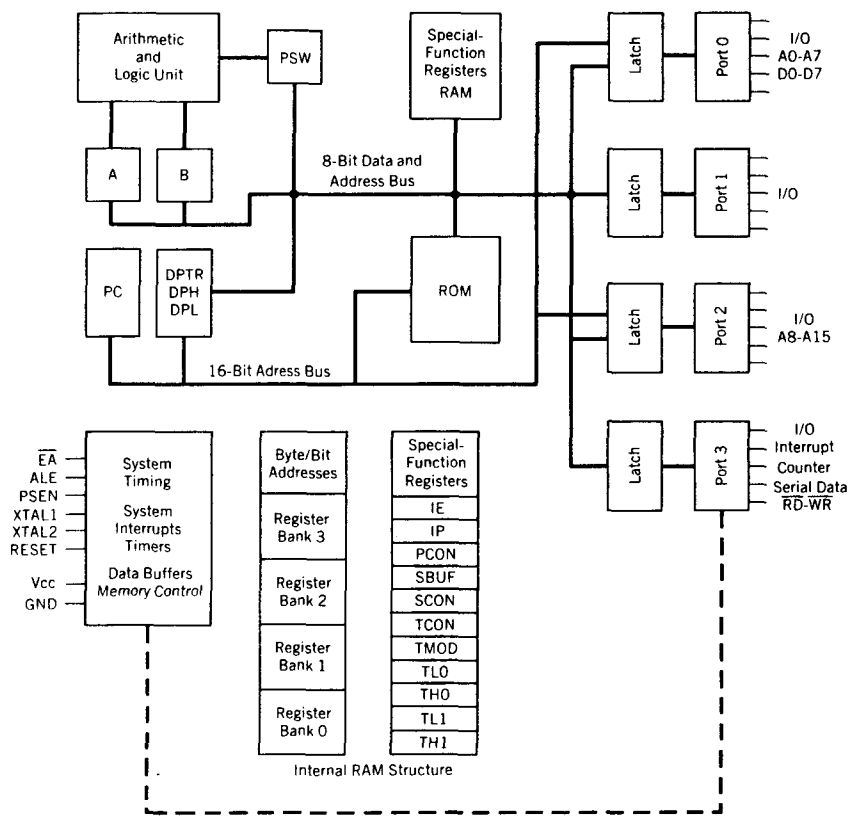 Arithmetic
and
Logic Unit
PSW
A
B
PC
DPTR
DPH
DPL
Special-
Function
Registers
RAM
8-Bit Data and
Address Bus
ROM
16-Bit Adress Bus
Latch
Port 0
I/O
A0-A7
D0-D7
Latch
Port 1
I/O
Latch
Port 2
I/O
A8-A15
Latch
Port 3
I/O
Interrupt
Counter
Serial Data
R̅D̅-W̅R̅
E̅A̅
ALE
PSEN
XTAL1
XTAL2
RESET
Vcc
GND
System
Timing
System
Interrupts
Timers
Data Buffers
Memory Control
Byte/Bit
Addresses
Register
Bank 3
Register
Bank 2
Register
Bank 1
Register
Bank 0
Special-
Function
Registers
IE
IP
PCON
SBUF
SCON
TCON
TMOD
TL0
TH0
TL1
TH1
Internal RAM Structure